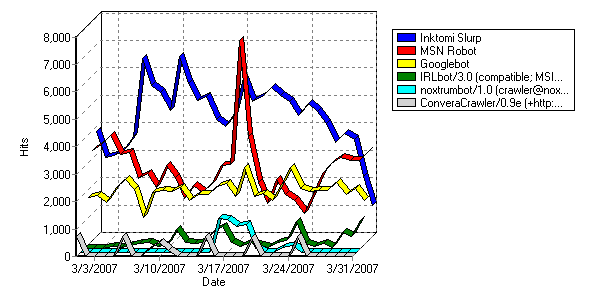 8,000
7,000
6,000
5,000
4,000
3,000
2,000
1,000
0
Hits
3/3/2007
3/10/2007
3/17/2007
3/24/2007
3/31/2007
Date
Inktomi Slurp
MSN Robot
Googlebot
IRLbot/3.0 (compatible; MSI...
noxtrumbot/1.0 (crawler@nox...
ConveraCrawler/0.9e (+http:...